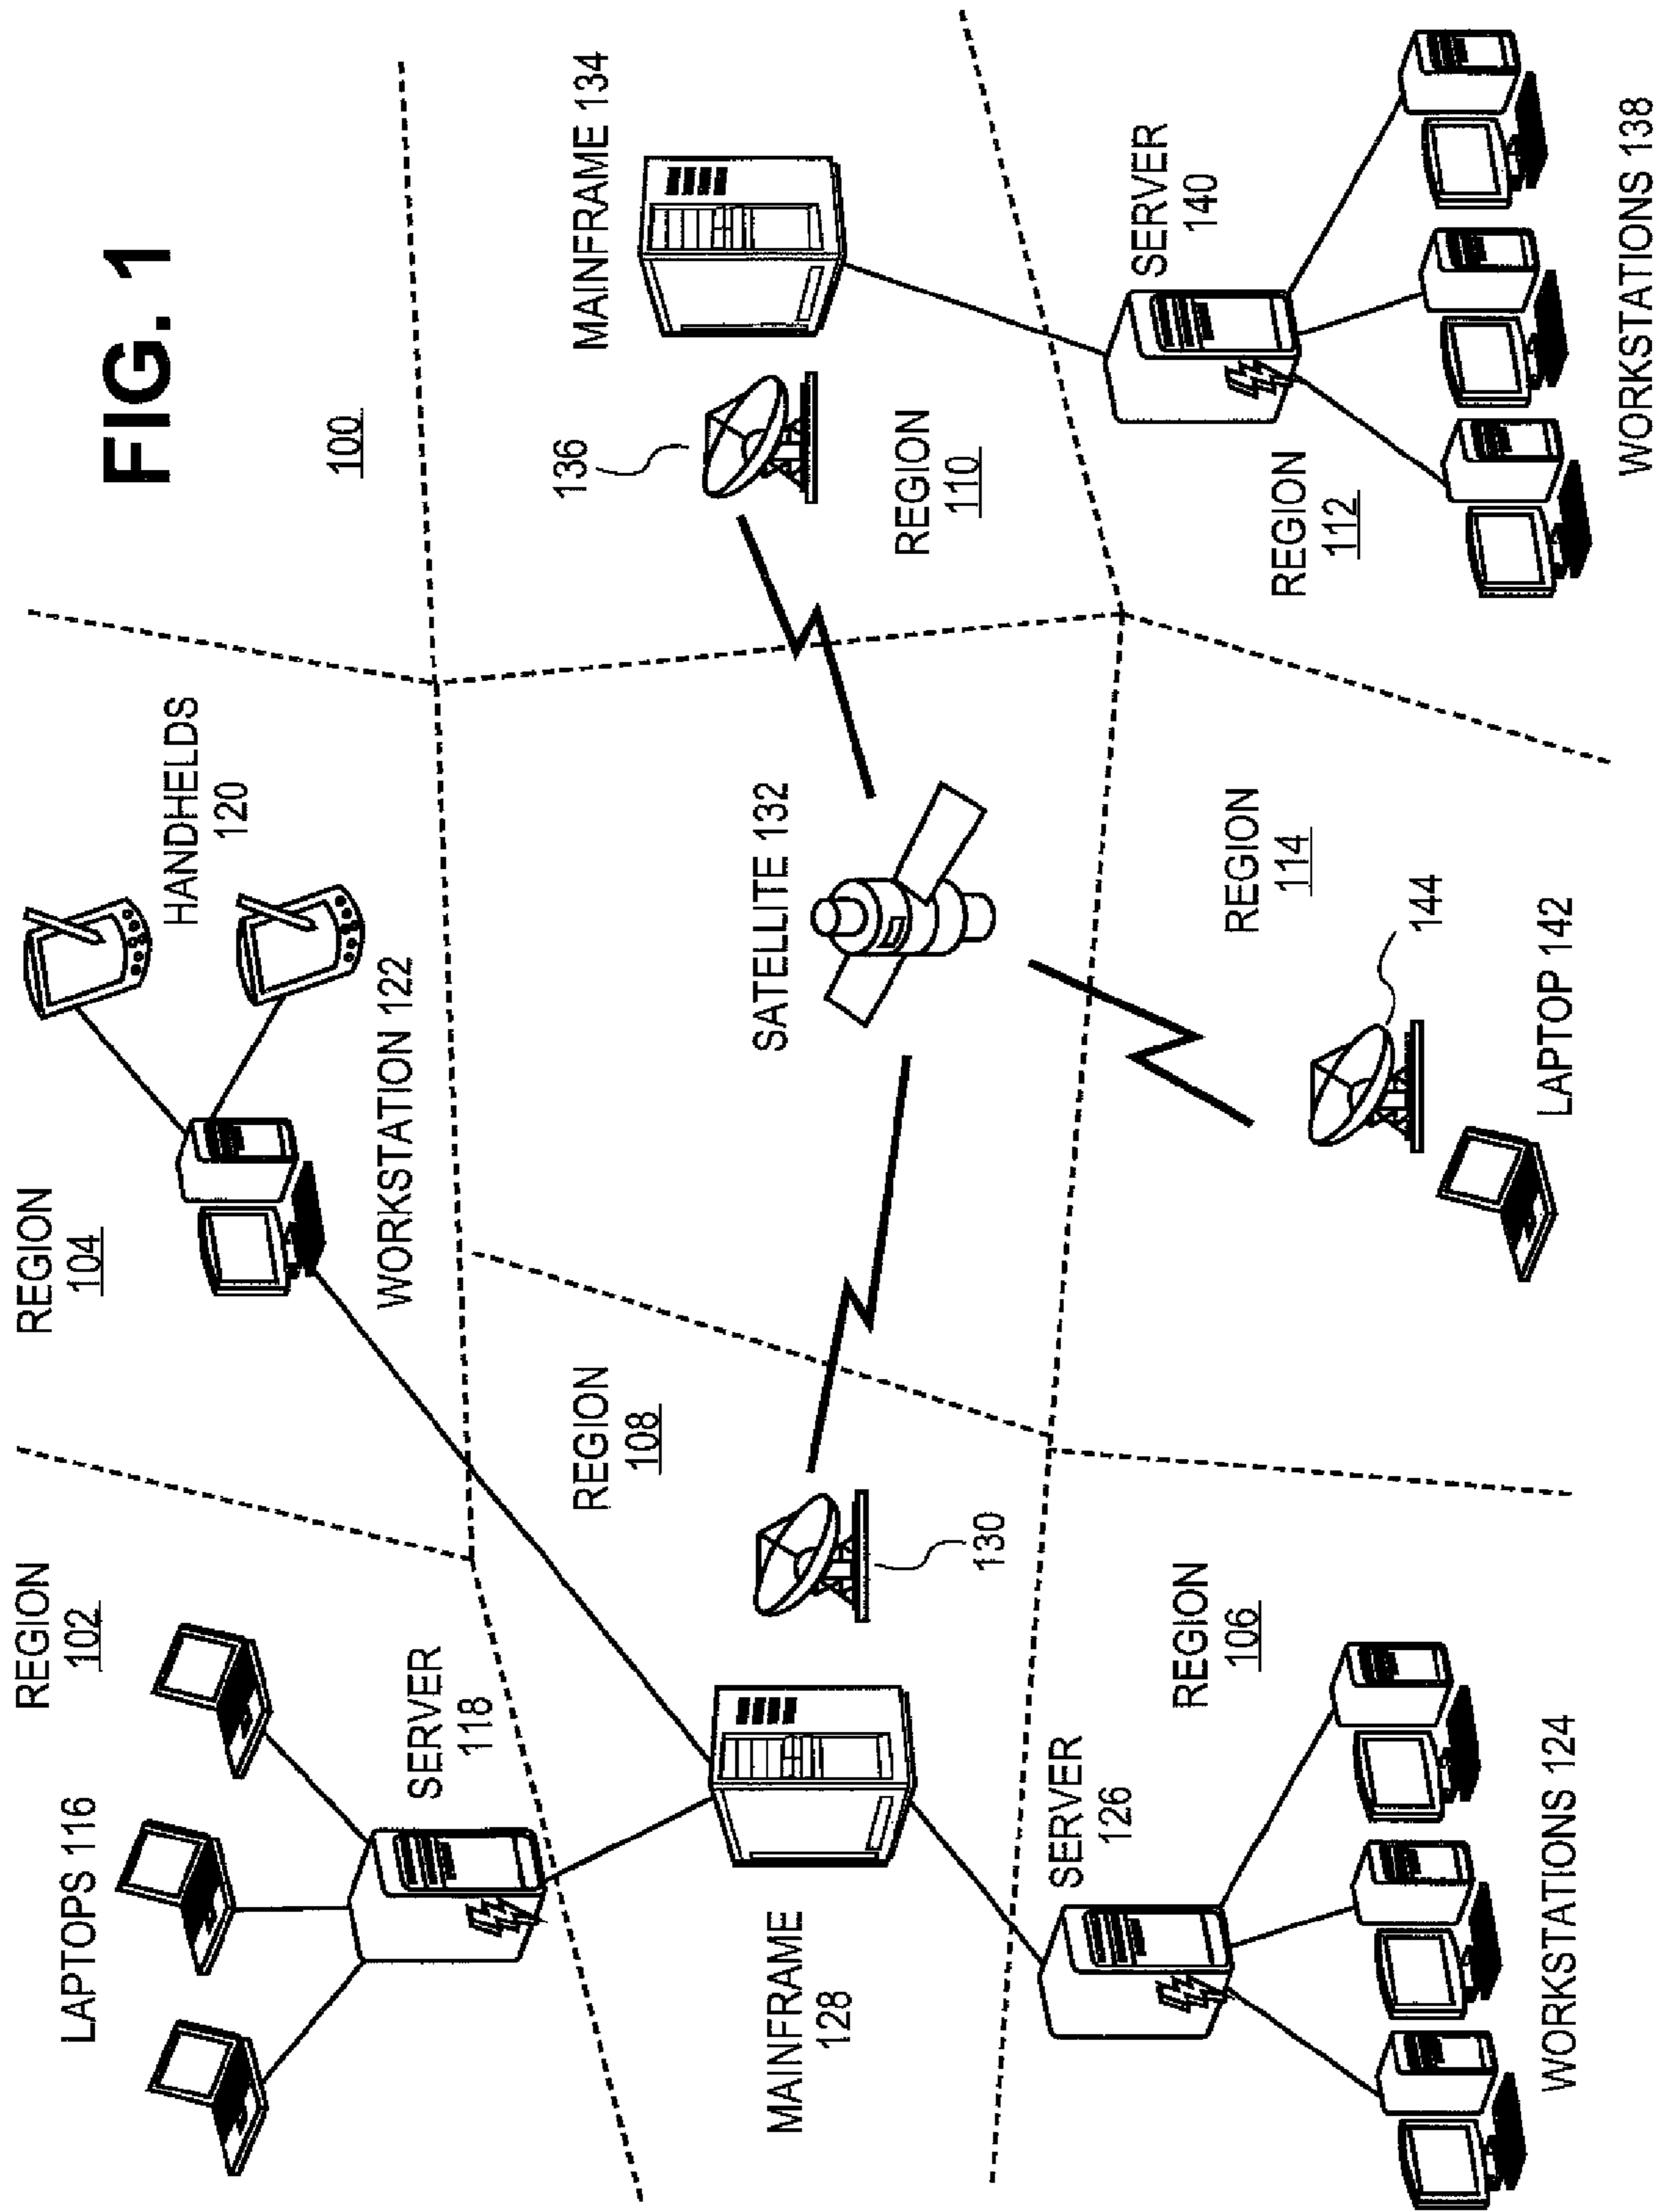 FIG. 1
100
REGION
102
LAPTOPS 116
SERVER
118
REGION
104
HANDHELDS
120
WORKSTATION 122
REGION
108
MAINFRAME
128
130
SATELLITE 132
MAINFRAME 134
136
REGION
110
REGION
106
SERVER
126
WORKSTATIONS 124
REGION
114
144
LAPTOP 142
REGION
112
SERVER
140
WORKSTATIONS 138